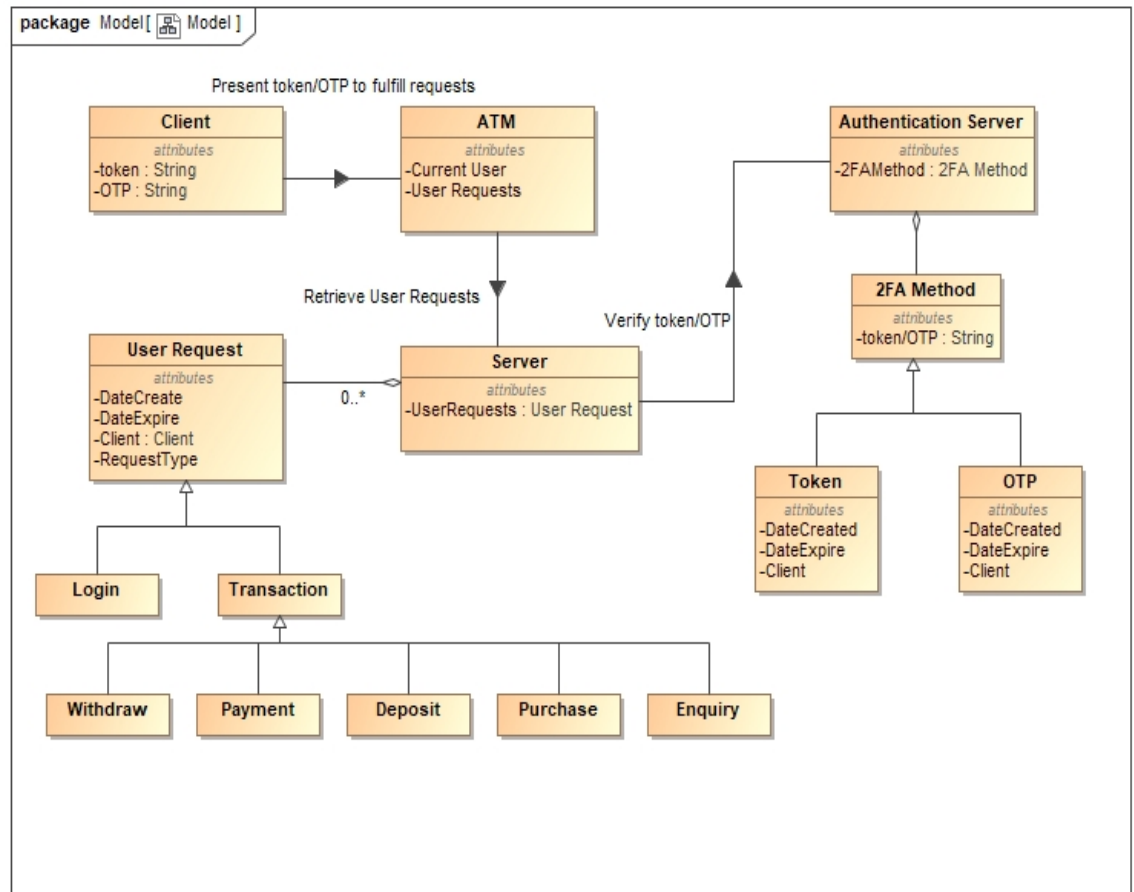 package Model[ Model ]
Present token/OTP to fulfill requests
Client
attributes
-token : String
-OTP : String
ATM
attributes
-Current User
-User Requests
Authentication Server
attributes
-2FAMethod : 2FA Method
2FA Method
attributes
-token/OTP : String
Retrieve User Requests
Verify token/OTP
User Request
attributes
-DateCreate
-DateExpire
-Client : Client
-RequestType
0..*
Server
attributes
-UserRequests : User Request
Token
attributes
-DateCreated
-DateExpire
-Client
OTP
attributes
-DateCreated
-DateExpire
-Client
Login
Transaction
Withdraw
Payment
Deposit
Purchase
Enquiry